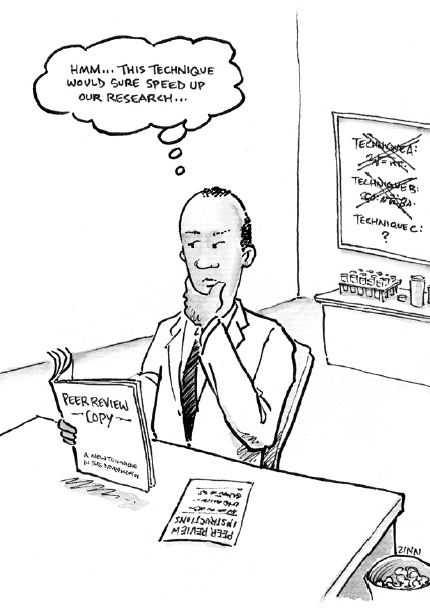 HMM... THIS TECHNIQUE
WOULD SURE SPEED UP
OUR RESEARCH...
TECHNIQUE A:
TECHNIQUE B:
TECHNIQUE C:
?
PEER REVIEW
COPY
A NEW TECHNIQUE
IN THE
PEER REVIEW
INSTRUCTIONS